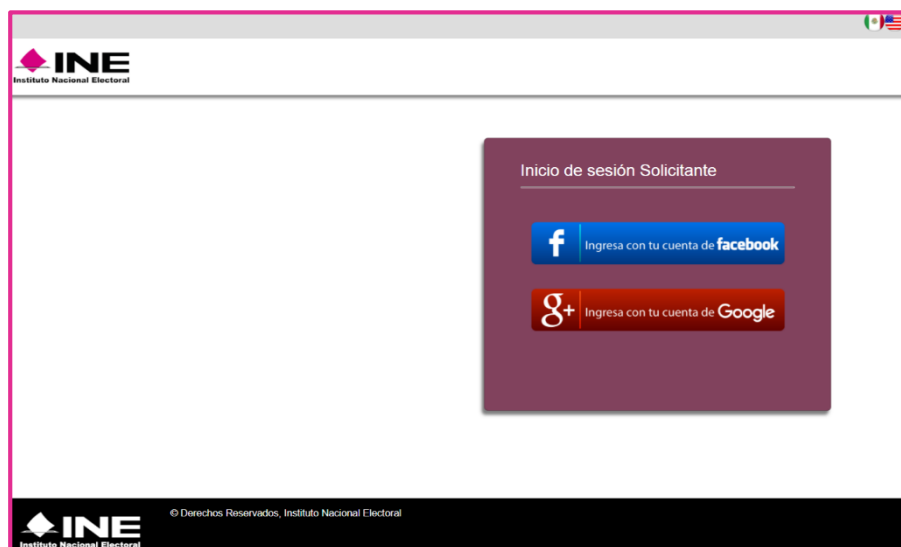 INE
Instituto Nacional Electoral
Inicio de sesión Solicitante
f Ingresa con tu cuenta de facebook
g+ Ingresa con tu cuenta de Google
INE
Instituto Nacional Electoral
© Derechos Reservados, Instituto Nacional Electoral